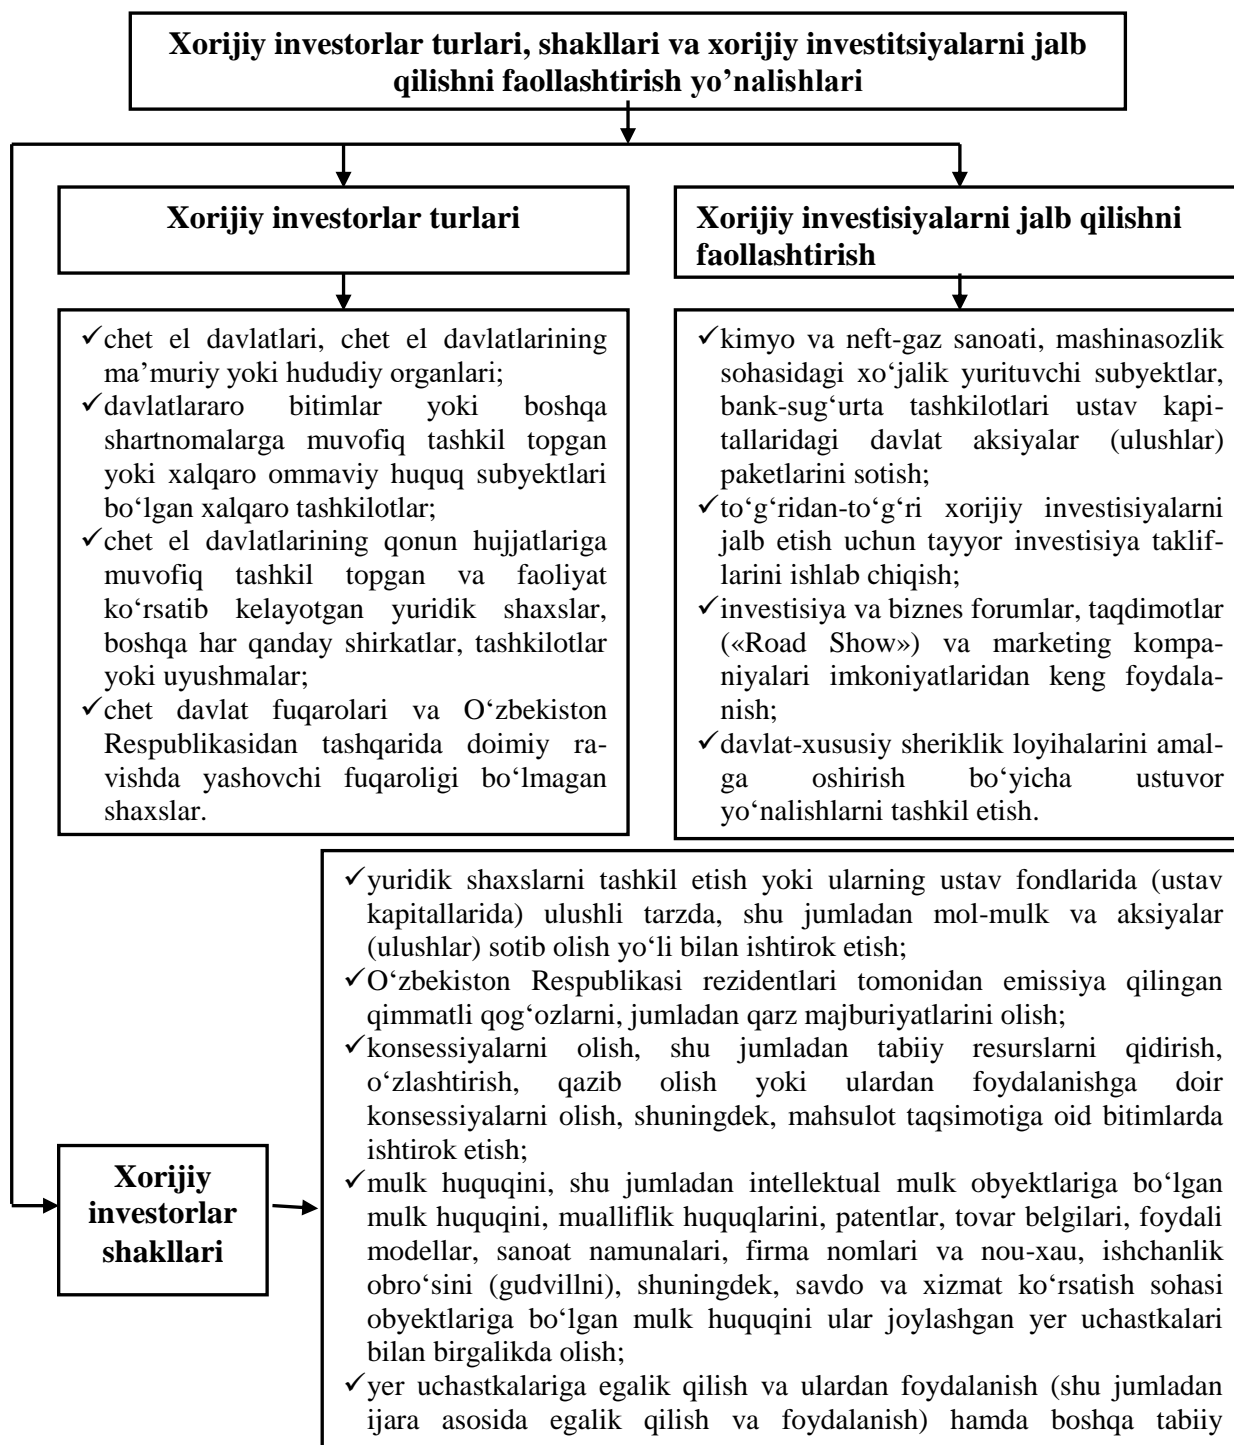 Xorijiy investorlar turlari, shakllari va xorijiy investitsiyalarni jalb
qilishni faollashtirish yo’nalishlari
Xorijiy investorlar turlari
✓chet el davlatlari, chet el davlatlarining
ma’muriy yoki hududiy organlari;
✓davlatlararo bitimlar yoki boshqa
shartnomalarga muvofiq tashkil topgan
yoki xalqaro ommaviy huquq subyektlari
bo‘lgan xalqaro tashkilotlar;
✓chet el davlatlarining qonun hujjatlariga
muvofiq tashkil topgan va faoliyat
ko‘rsatib kelayotgan yuridik shaxslar,
boshqa har qanday shirkatlar, tashkilotlar
yoki uyushmalar;
✓chet davlat fuqarolari va O‘zbekiston
Respublikasidan tashqarida doimiy ra-
vishda yashovchi fuqaroligi bo‘lmagan
shaxslar.
Xorijiy investisiyalarni jalb qilishni
faollashtirish
✓kimyo va neft-gaz sanoati, mashinasozlik
sohasidagi xo‘jalik yurituvchi subyektlar,
bank-sug‘urta tashkilotlari ustav kapi-
tallaridagi davlat aksiyalar (ulushlar)
paketlarini sotish;
✓to‘g‘ridan-to‘g‘ri xorijiy investisiyalarni
jalb etish uchun tayyor investisiya taklif-
larini ishlab chiqish;
✓investisiya va biznes forumlar, taqdimotlar
(«Road Show») va marketing kompa-
niyalari imkoniyatlaridan keng foydala-
nish;
✓davlat-xususiy sheriklik loyihalarini amal-
ga oshirish bo‘yicha ustuvor
yo‘nalishlarni tashkil etish.
Xorijiy
investorlar
shakllari
✓yuridik shaxslarni tashkil etish yoki ularning ustav fondlarida (ustav
kapitallarida) ulushli tarzda, shu jumladan mol-mulk va aksiyalar
(ulushlar) sotib olish yo‘li bilan ishtirok etish;
✓O‘zbekiston Respublikasi rezidentlari tomonidan emissiya qilingan
qimmatli qog‘ozlarni, jumladan qarz majburiyatlarini olish;
✓konsessiyalarni olish, shu jumladan tabiiy resurslarni qidirish,
o‘zlashtirish, qazib olish yoki ulardan foydalanishga doir
konsessiyalarni olish, shuningdek, mahsulot taqsimotiga oid bitimlarda
ishtirok etish;
✓mulk huquqini, shu jumladan intellektual mulk obyektlariga bo‘lgan
mulk huquqini, mualliflik huquqlarini, patentlar, tovar belgilari, foydali
modellar, sanoat namunalari, firma nomlari va nou-xau, ishchanlik
obro‘sini (gudvillni), shuningdek, savdo va xizmat ko‘rsatish sohasi
obyektlariga bo‘lgan mulk huquqini ular joylashgan yer uchastkalari
bilan birgalikda olish;
✓yer uchastkalariga egalik qilish va ulardan foydalanish (shu jumladan
ijara asosida egalik qilish va foydalanish) hamda boshqa tabiiy